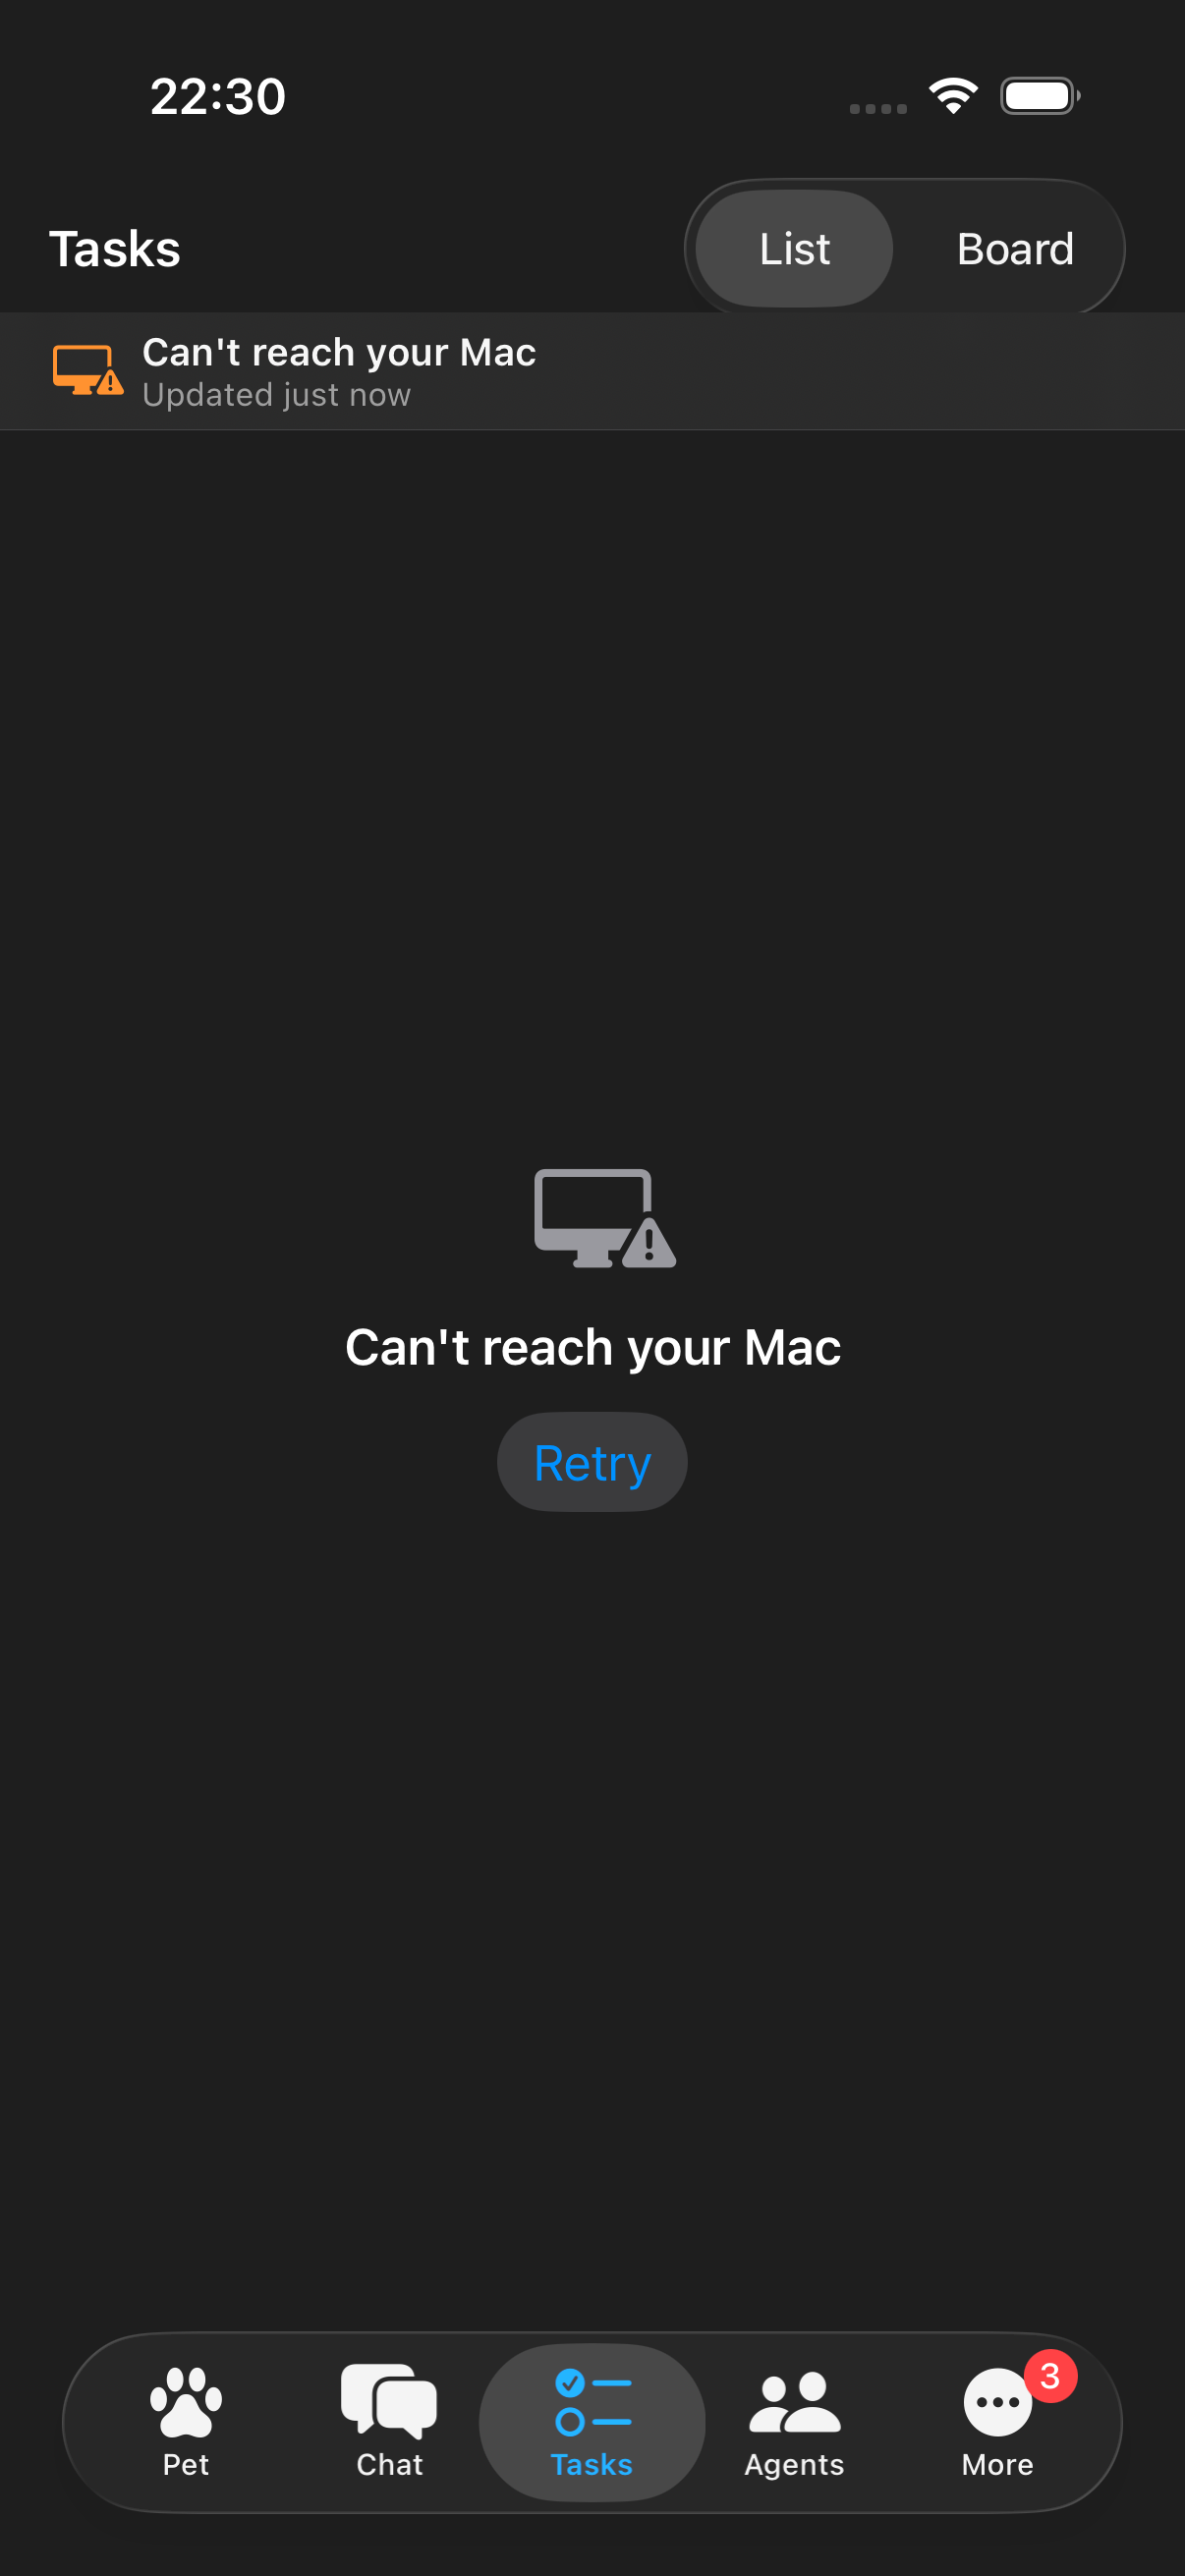 22:30
Tasks
List
Board
Can't reach your Mac
Updated just now
Can't reach your Mac
Retry
3
Pet
Chat
Tasks
Agents
More